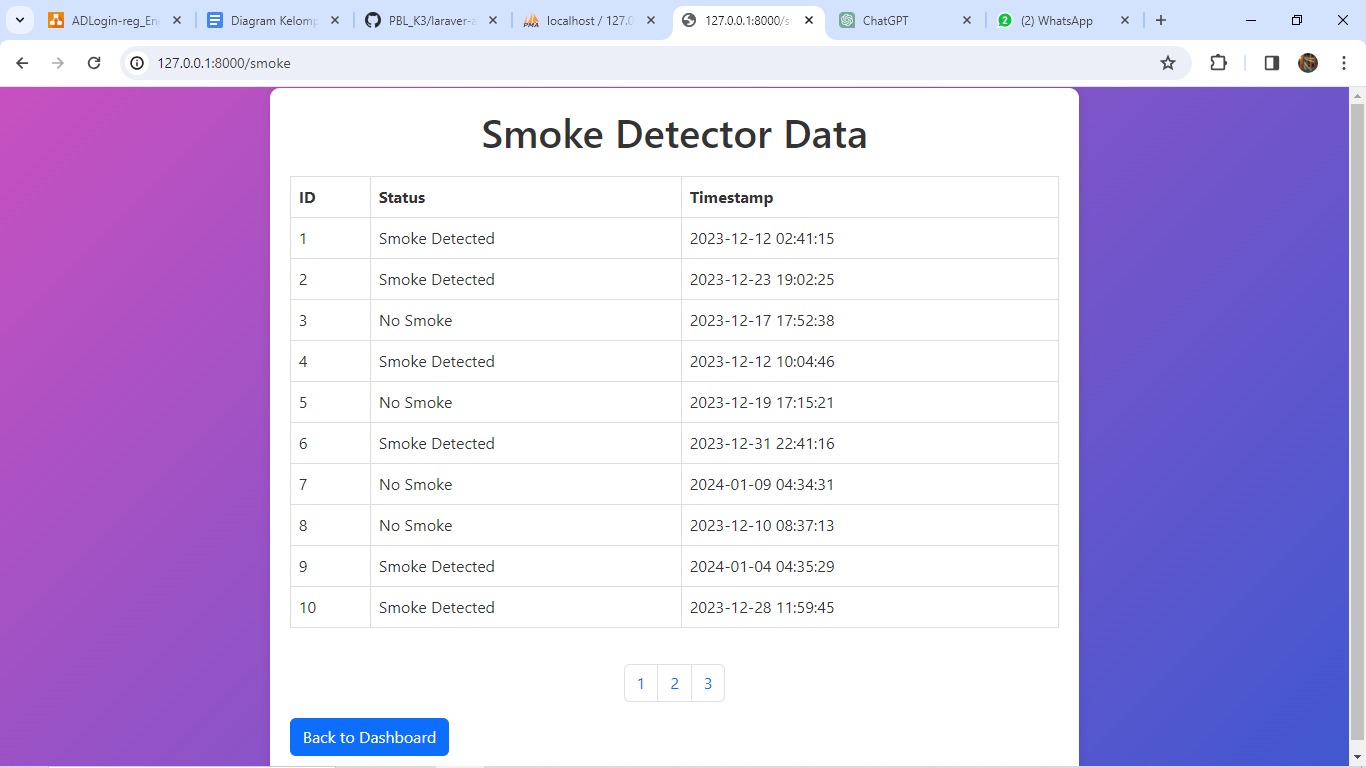 ADLogin-reg_En
Diagram Kelomp
PBL_K3/laraver-a
localhost / 127.0
127.0.0.1:8000/s
ChatGPT
2
(2) WhatsApp
127.0.0.1:8000/smoke
Smoke Detector Data
ID Status Timestamp
1 Smoke Detected 2023-12-12 02:41:15
2 Smoke Detected 2023-12-23 19:02:25
3 No Smoke 2023-12-17 17:52:38
4 Smoke Detected 2023-12-12 10:04:46
5 No Smoke 2023-12-19 17:15:21
6 Smoke Detected 2023-12-31 22:41:16
7 No Smoke 2024-01-09 04:34:31
8 No Smoke 2023-12-10 08:37:13
9 Smoke Detected 2024-01-04 04:35:29
10 Smoke Detected 2023-12-28 11:59:45
1 2 3
Back to Dashboard